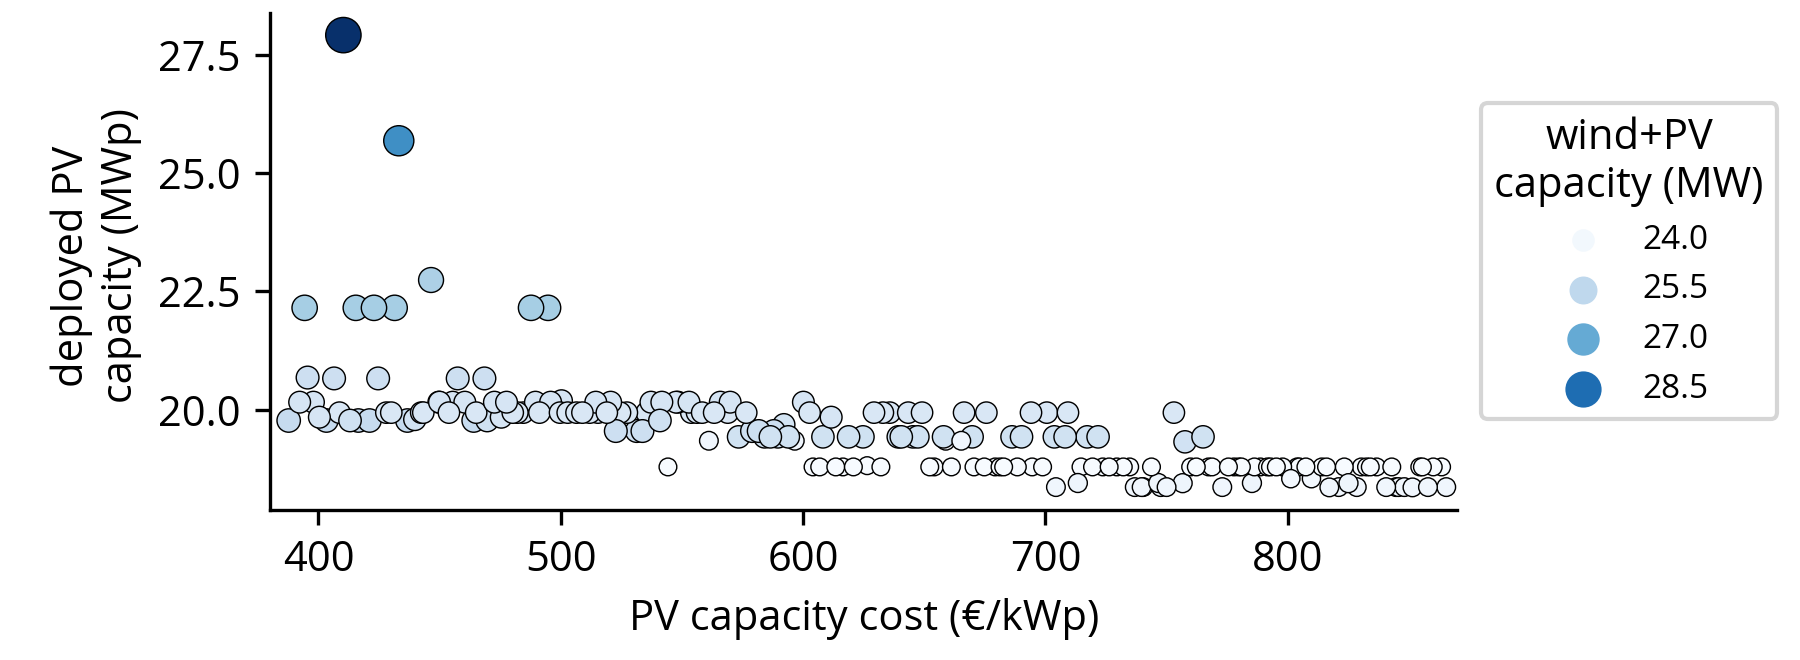 27.5
25.0
22.5
20.0
deployed PV
capacity (MWp)
400
500
600
700
800
PV capacity cost (€/kWp)
wind+PV
capacity (MW)
24.0
25.5
27.0
28.5